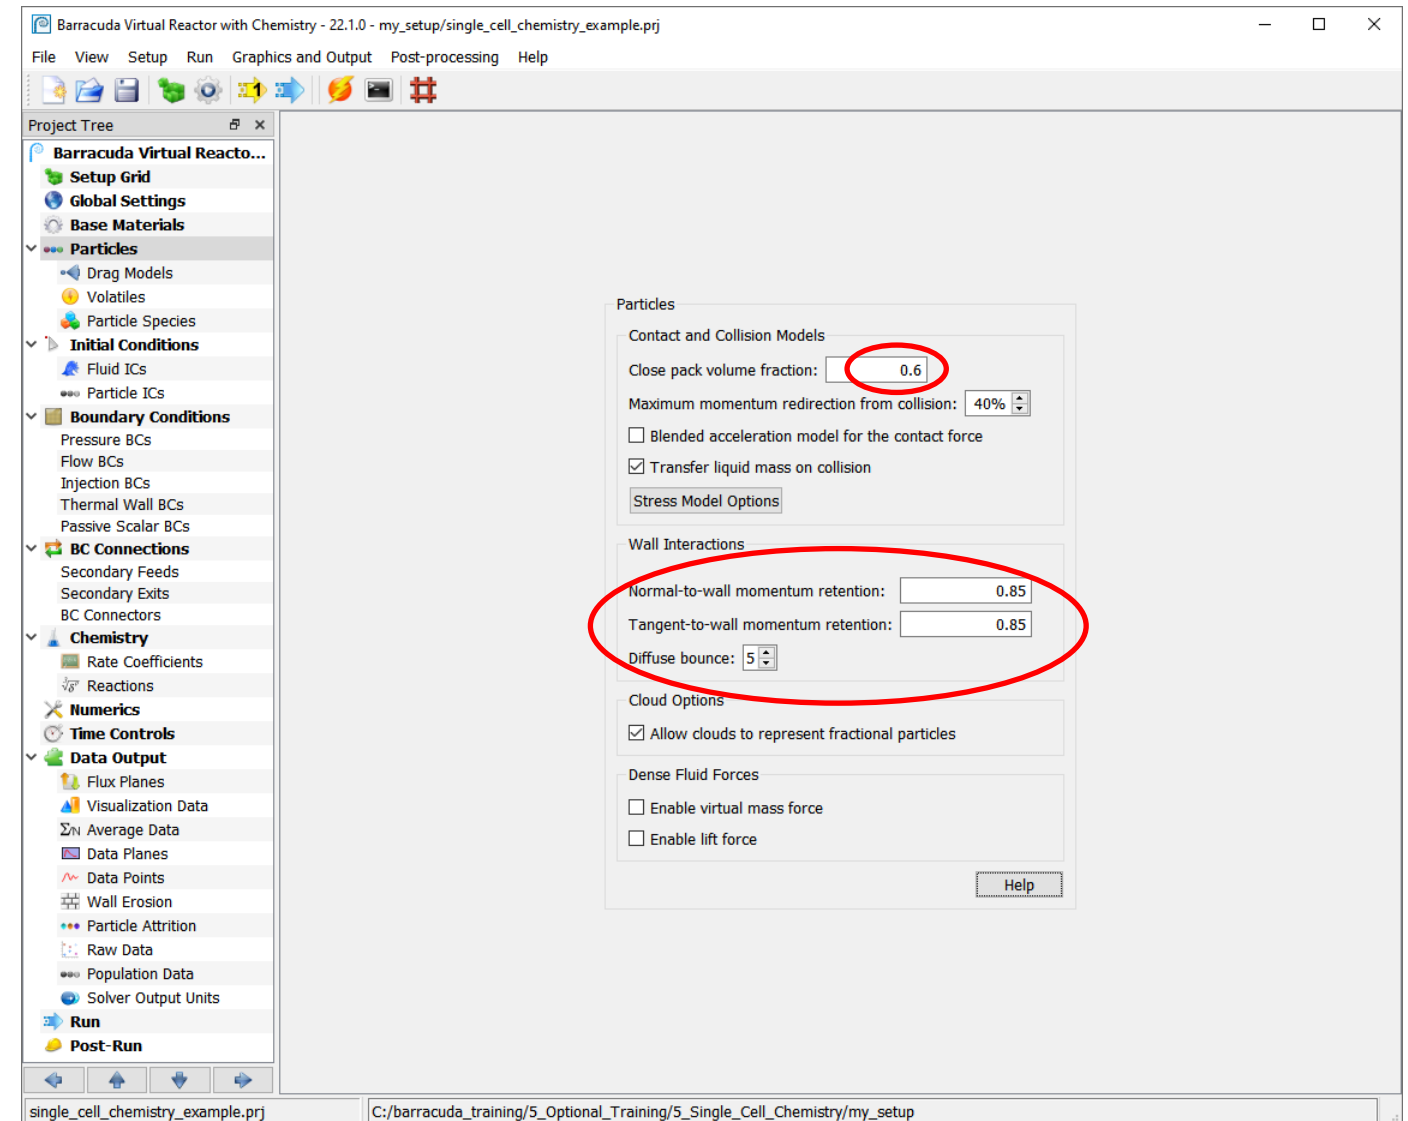 Barracuda Virtual Reactor with Chemistry - 22.1.0 - my_setup/single_cell_chemistry_example.prj
File View Setup Run Graphics and Output Post-processing Help
Project Tree
Barracuda Virtual Reacto...
Setup Grid
Global Settings
Base Materials
Particles
Drag Models
Volatiles
Particle Species
Initial Conditions
Fluid ICs
Particle ICs
Boundary Conditions
Pressure BCs
Flow BCs
Injection BCs
Thermal Wall BCs
Passive Scalar BCs
BC Connections
Secondary Feeds
Secondary Exits
BC Connectors
Chemistry
Rate Coefficients
Reactions
Numerics
Time Controls
Data Output
Flux Planes
Visualization Data
Average Data
Data Planes
Data Points
Wall Erosion
Particle Attrition
Raw Data
Population Data
Solver Output Units
Run
Post-Run
Particles
Contact and Collision Models
Close pack volume fraction: 0.6
Maximum momentum redirection from collision: 40%
Blended acceleration model for the contact force
Transfer liquid mass on collision
Stress Model Options
Wall Interactions
Normal-to-wall momentum retention: 0.85
Tangent-to-wall momentum retention: 0.85
Diffuse bounce: 5
Cloud Options
Allow clouds to represent fractional particles
Dense Fluid Forces
Enable virtual mass force
Enable lift force
Help
single_cell_chemistry_example.prj C:/barracuda_training/5_Optional_Training/5_Single_Cell_Chemistry/my_setup